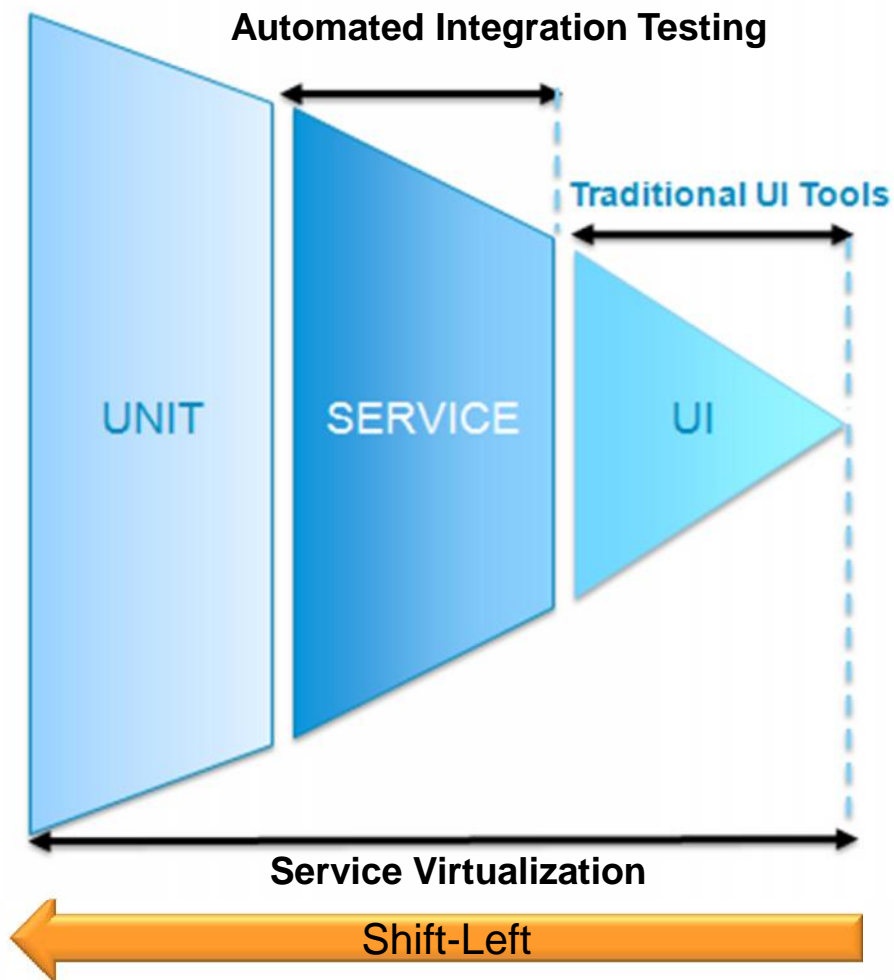 Automated Integration Testing
Traditional UI Tools
UNIT
SERVICE
UI
Service Virtualization
Shift-Left